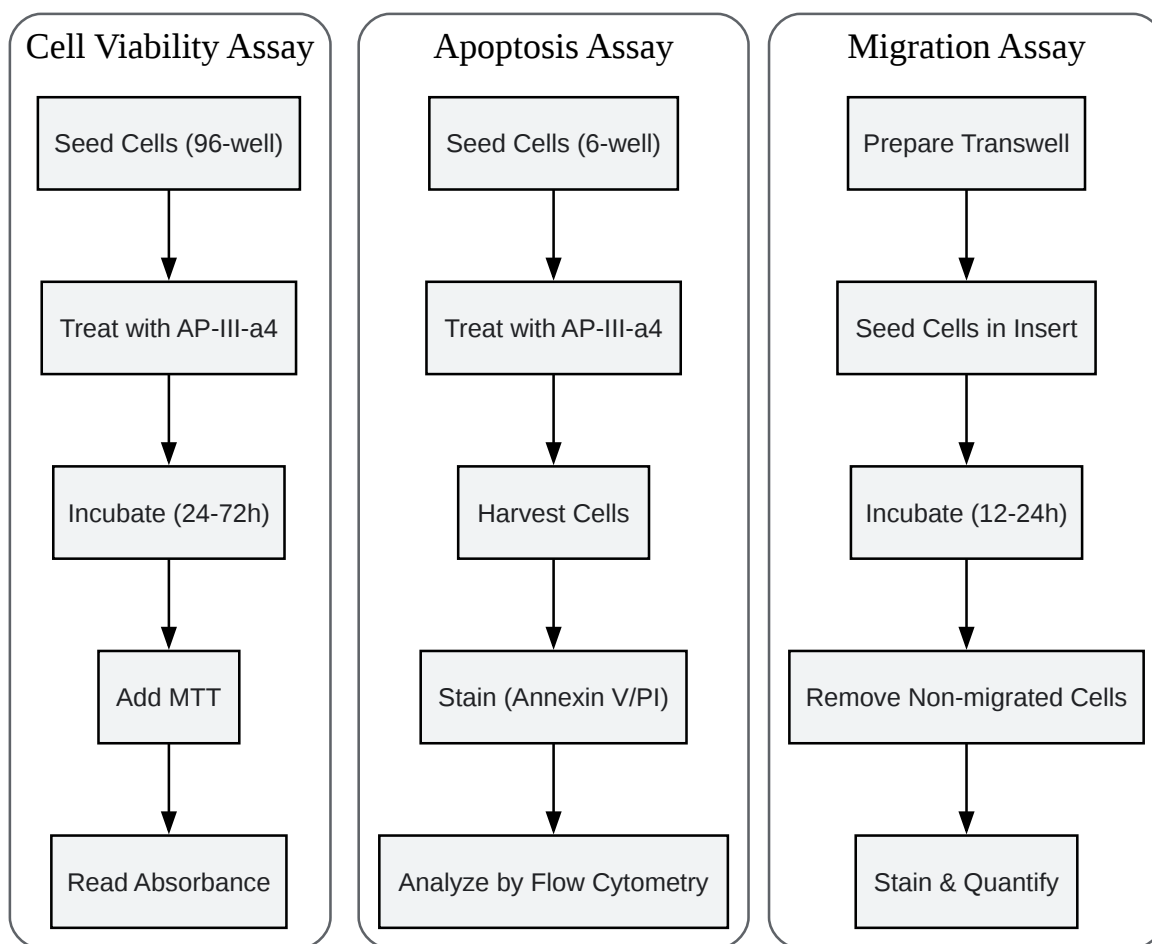 Cell Viability Assay
Seed Cells (96-well)
Treat with AP-III-a4
Incubate (24-72h)
Add MTT
Read Absorbance
Apoptosis Assay
Seed Cells (6-well)
Treat with AP-III-a4
Harvest Cells
Stain (Annexin V/PI)
Analyze by Flow Cytometry
Migration Assay
Prepare Transwell
Seed Cells in Insert
Incubate (12-24h)
Remove Non-migrated Cells
Stain & Quantify